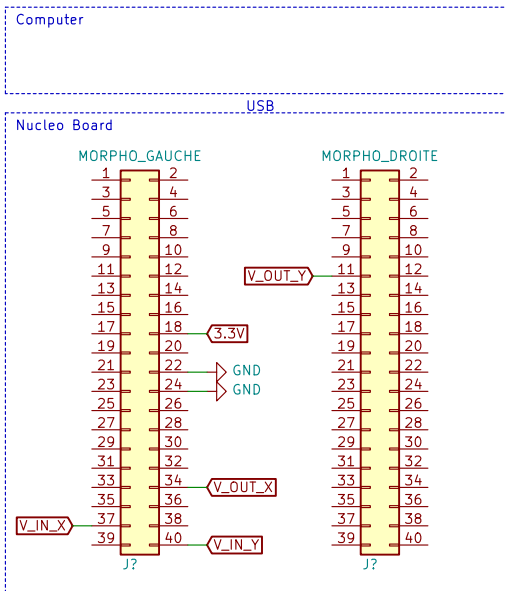 Computer
USB
Nucleo Board
MORPHO_GAUCHE MORPHO_DROITE
1 2 1 2
3 4 3 4
5 6 5 6
7 8 7 8
9 10 9 10
11 12 V_OUT_Y 11 12
13 14 13 14
15 16 15 16
17 18 3.3V 17 18
19 20 19 20
21 22 GND 21 22
23 24 GND 23 24
25 26 25 26
27 28 27 28
29 30 29 30
31 32 31 32
33 34 V_OUT_X 33 34
35 36 35 36
V_IN_X 37 38 37 38
39 40 V_IN_Y 39 40
J? J?